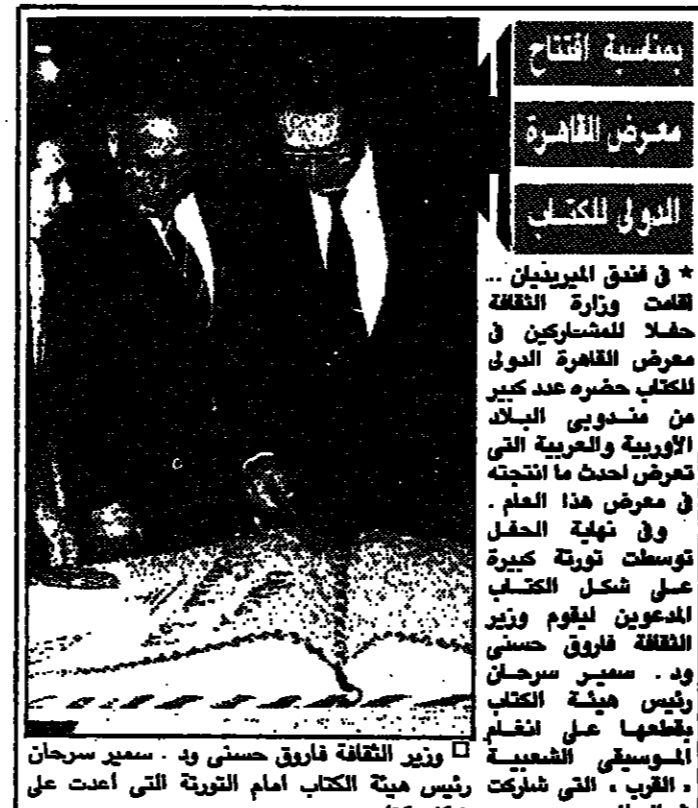 بمناسبة افتتاح
معرض القاهرة
الدولى للكتاب
★ فى فندق الميريديان ...
اقامت وزارة الثقافة
حفلا للمشاركين فى
معرض القاهرة الدولى
للكتاب حضره عدد كبير
من مندوبى البلاد
الأوربية والعربية التى
تعرض احدث ما انتجته
فى معرض هذا العام .
وفى نهاية الحفل
توسطت تورتة كبيرة
على شكل الكتاب
المدعوين ليقوم وزير
الثقافة فاروق حسنى
ود . سمير سرحان
رئيس هيئة الكتاب
بقطعها على انغام
الموسيقى الشعبية
« القرب » التى شاركت
□ وزير الثقافة فاروق حسنى ود . سمير سرحان
رئيس هيئة الكتاب امام التورتة التى أعدت على